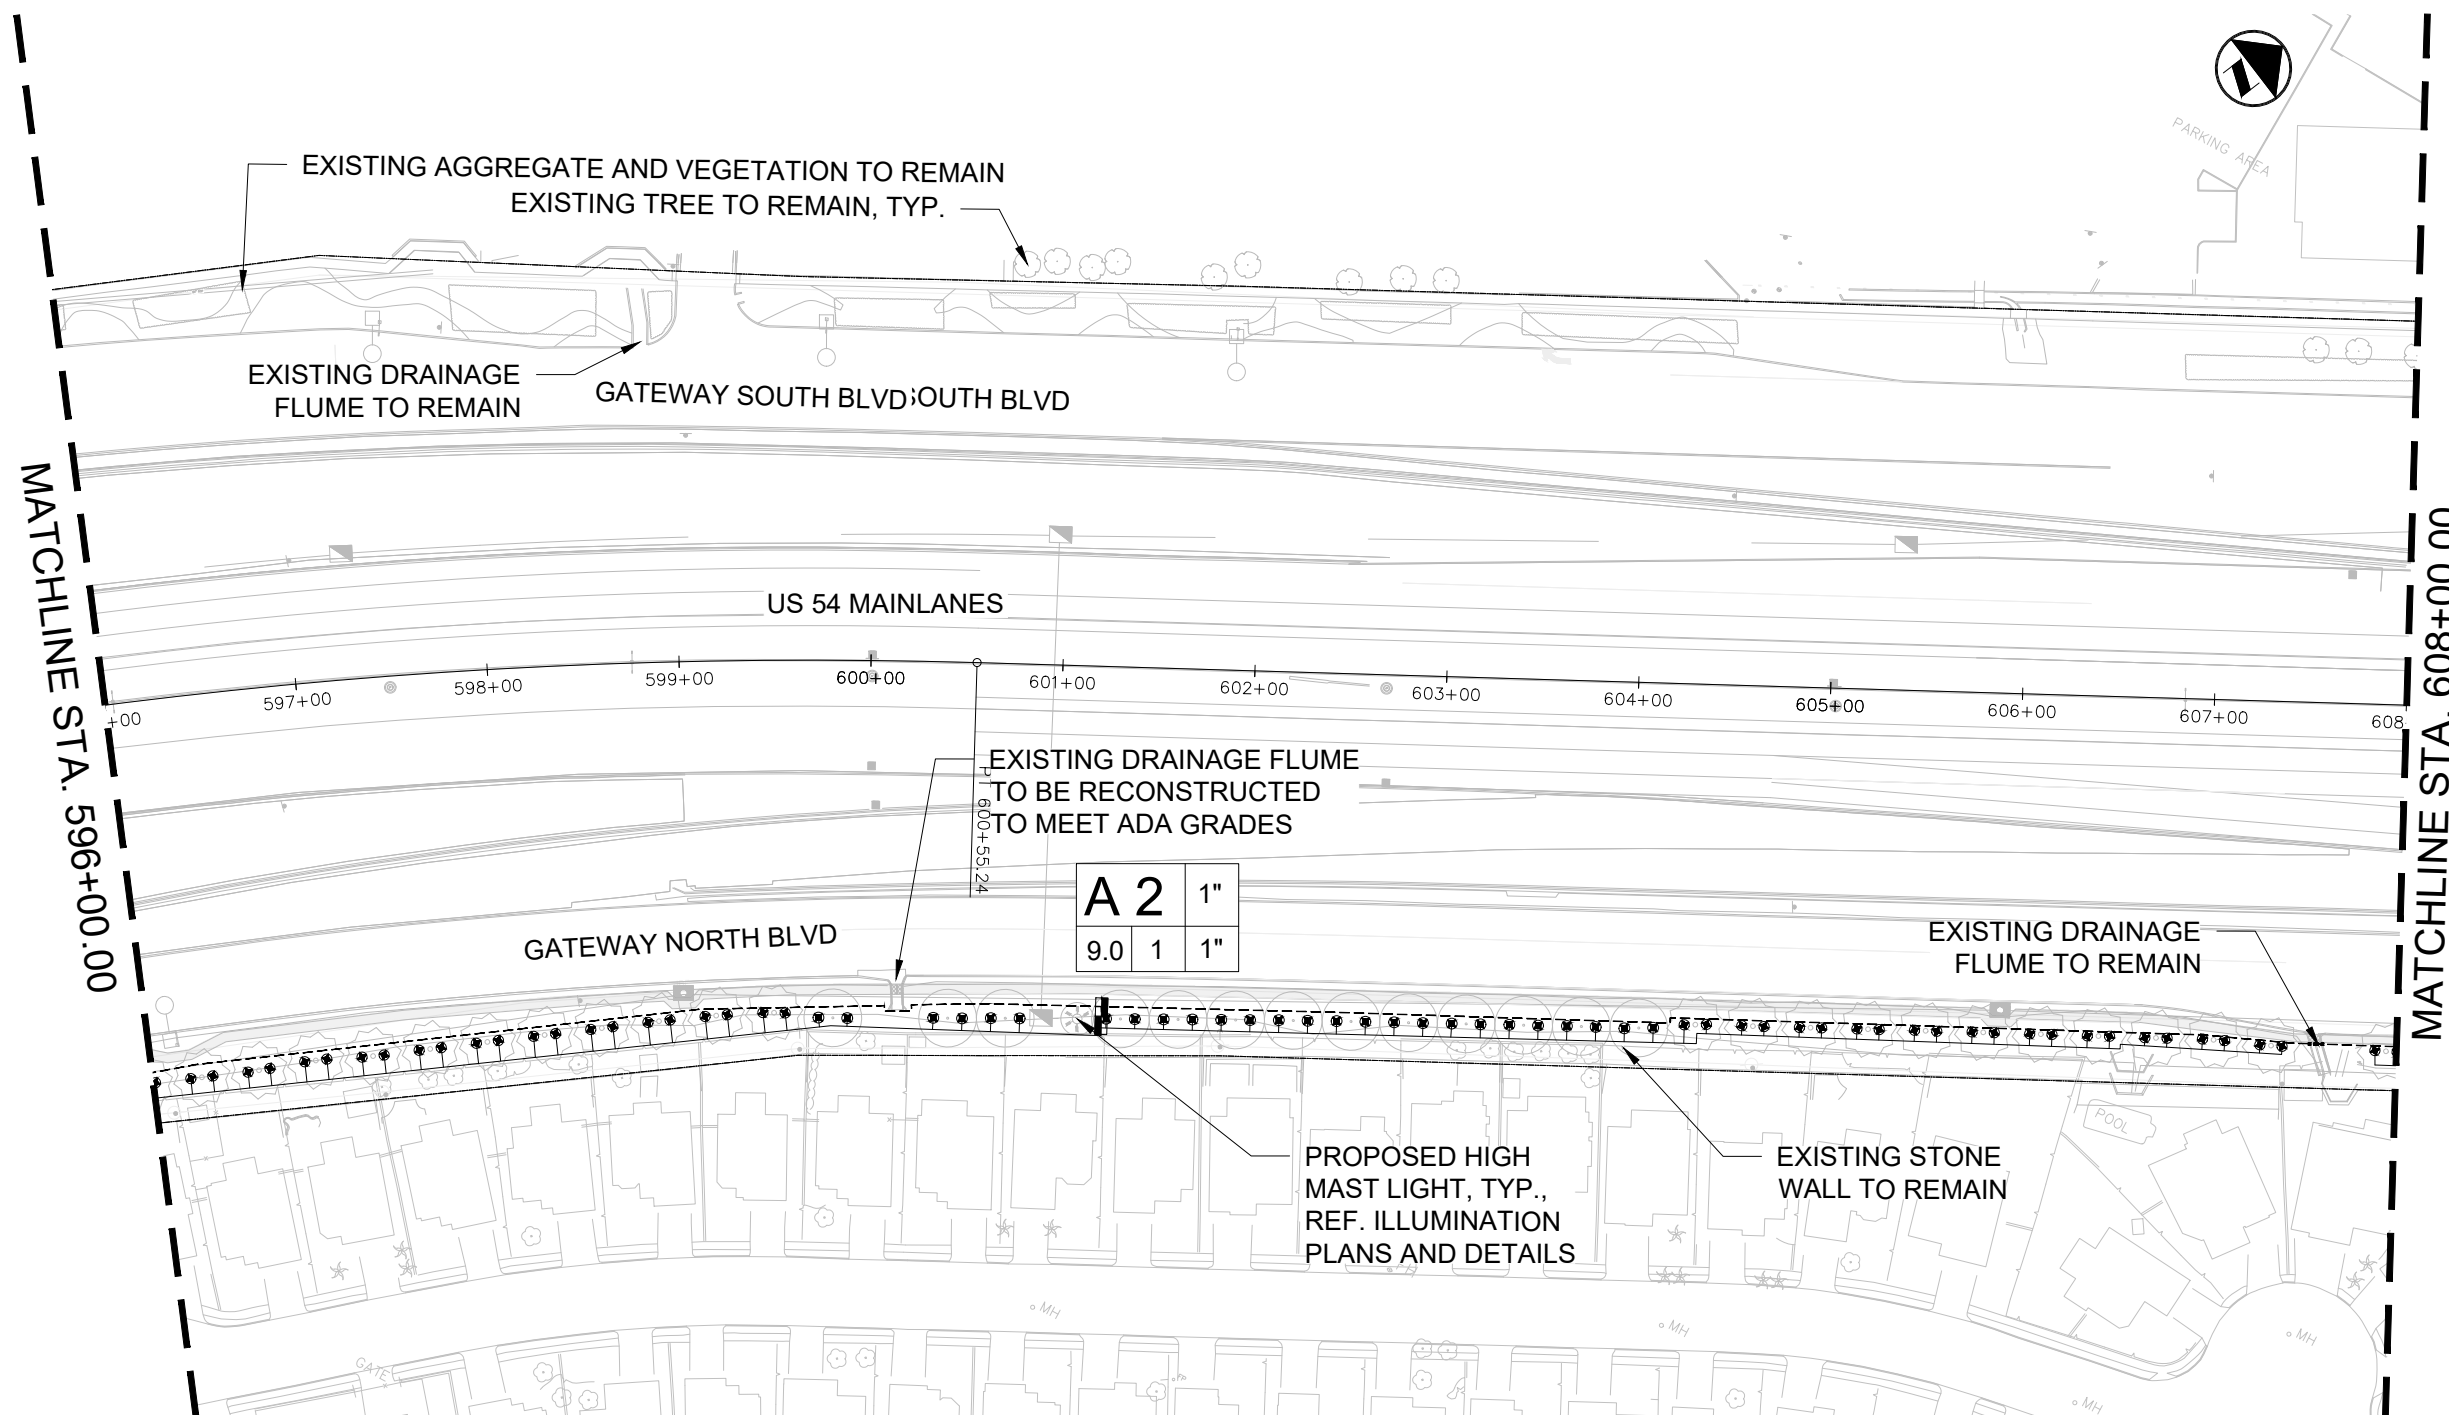 PARKING AREA
EXISTING AGGREGATE AND VEGETATION TO REMAIN
EXISTING TREE TO REMAIN, TYP.
EXISTING DRAINAGE
FLUME TO REMAIN
GATEWAY SOUTH BLVD
SOUTH BLVD
MATCHLINE STA. 596+00.00
MATCHLINE STA. 608+00.00
US 54 MAINLANES
+00
597+00
598+00
599+00
600+00
601+00
602+00
603+00
604+00
605+00
606+00
607+00
608
EXISTING DRAINAGE FLUME
TO BE RECONSTRUCTED
TO MEET ADA GRADES
600+55.24
A 2 1"
9.0 1 1"
GATEWAY NORTH BLVD
EXISTING DRAINAGE
FLUME TO REMAIN
POOL
PROPOSED HIGH
MAST LIGHT, TYP.,
REF. ILLUMINATION
PLANS AND DETAILS
EXISTING STONE
WALL TO REMAIN
MH
MH
MH
MH
GATE